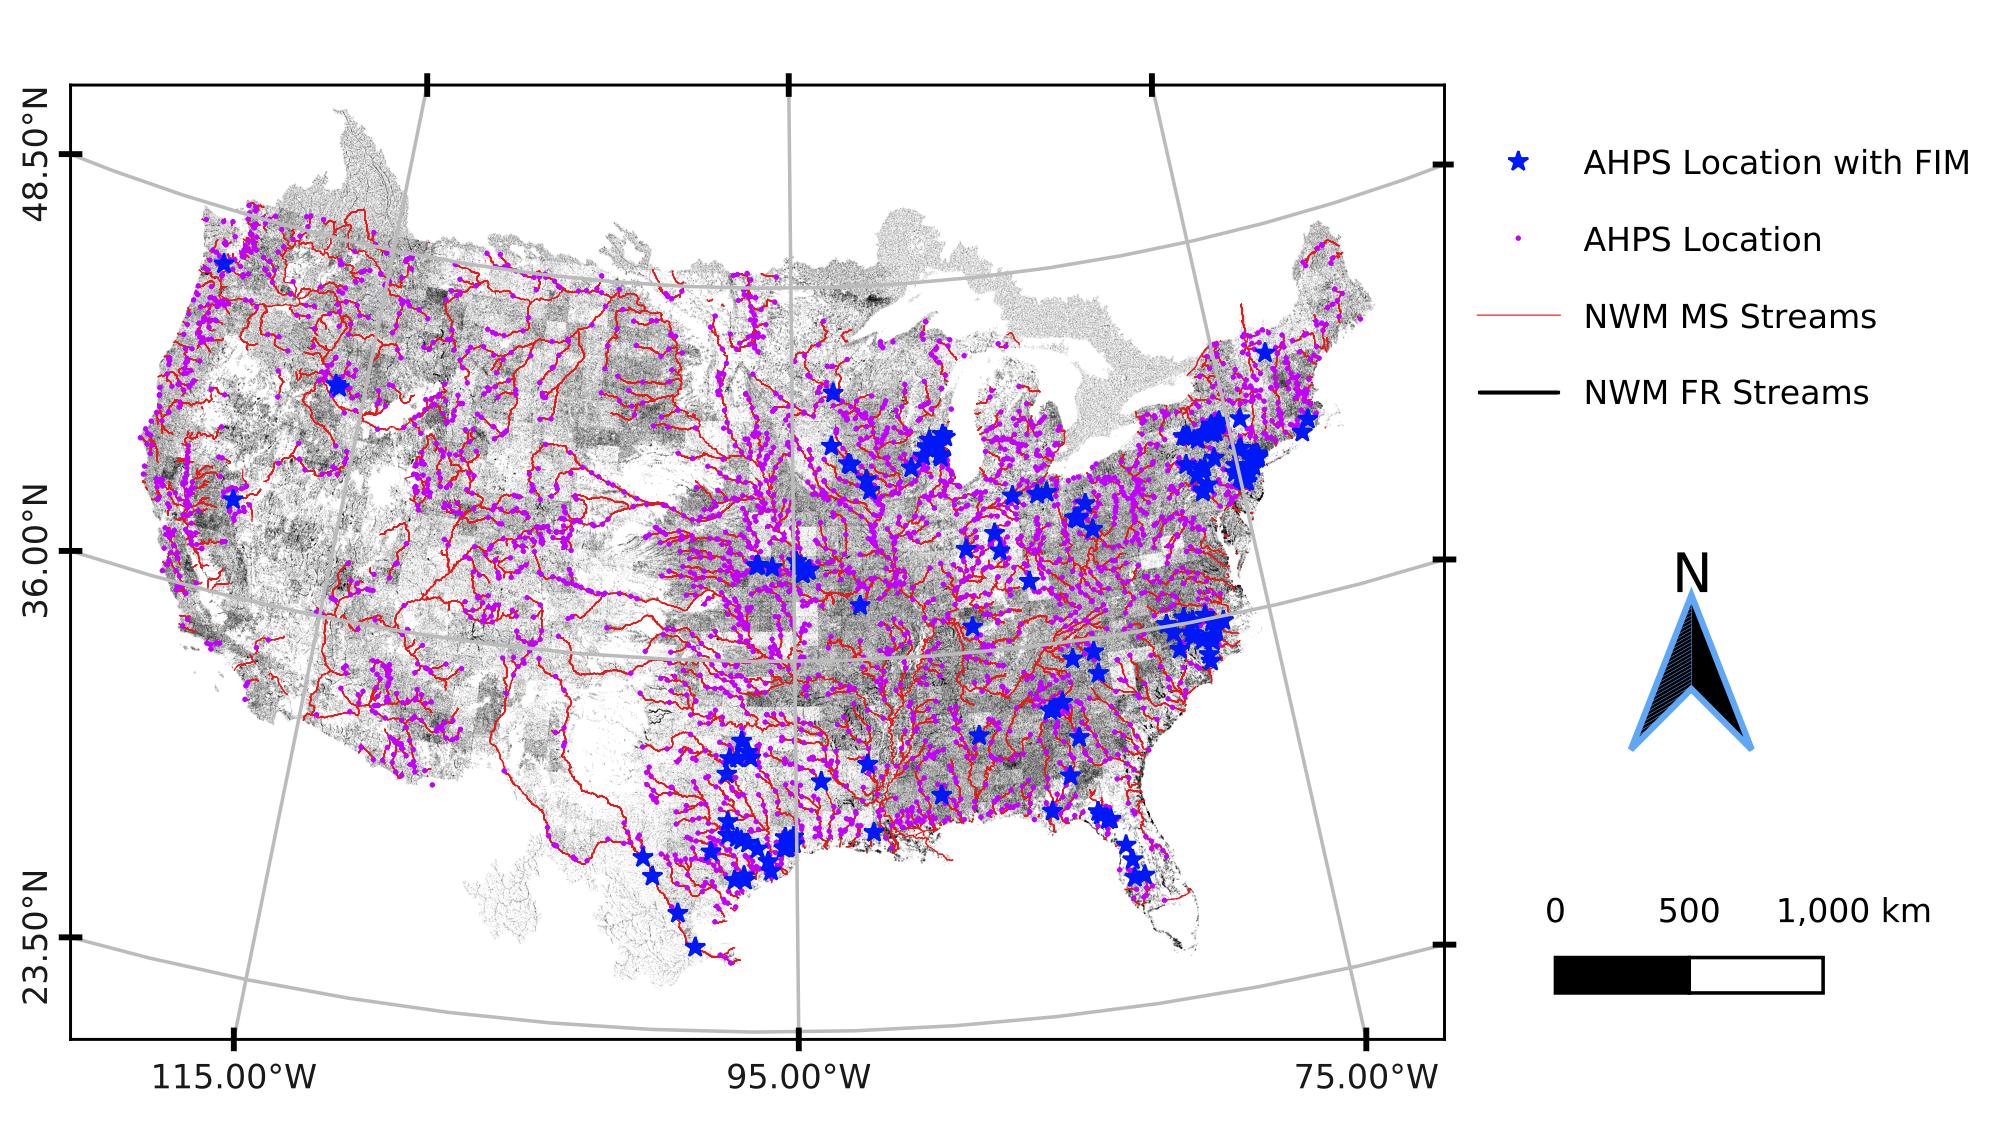 48.50°N
36.00°N
23.50°N
115.00°W
95.00°W
75.00°W
AHPS Location with FIM
AHPS Location
NWM MS Streams
NWM FR Streams
N
0 500 1,000 km